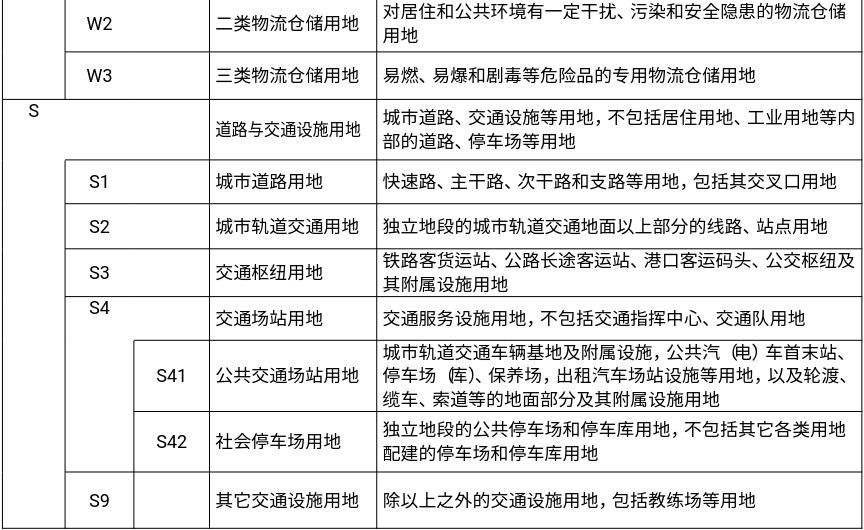 W2 二类物流仓储用地 对居住和公共环境有一定干扰、污染和安全隐患的物流仓储
用地
W3 三类物流仓储用地 易燃、易爆和剧毒等危险品的专用物流仓储用地
S 道路与交通设施用地 城市道路、交通设施等用地，不包括居住用地、工业用地等内
部的道路、停车场等用地
S1 城市道路用地 快速路、主干路、次干路和支路等用地，包括其交叉口用地
S2 城市轨道交通用地 独立地段的城市轨道交通地面以上部分的线路、站点用地
S3 交通枢纽用地 铁路客货运站、公路长途客运站、港口客运码头、公交枢纽及
其附属设施用地
S4 交通场站用地 交通服务设施用地，不包括交通指挥中心、交通队用地
S41 公共交通场站用地 城市轨道交通车辆基地及附属设施，公共汽（电）车首末站、
停车场（库）、保养场，出租汽车场站设施等用地，以及轮渡、
缆车、索道等的地面部分及其附属设施用地
S42 社会停车场用地 独立地段的公共停车场和停车库用地，不包括其它各类用地
配建的停车场和停车库用地
S9 其它交通设施用地 除以上之外的交通设施用地，包括教练场等用地